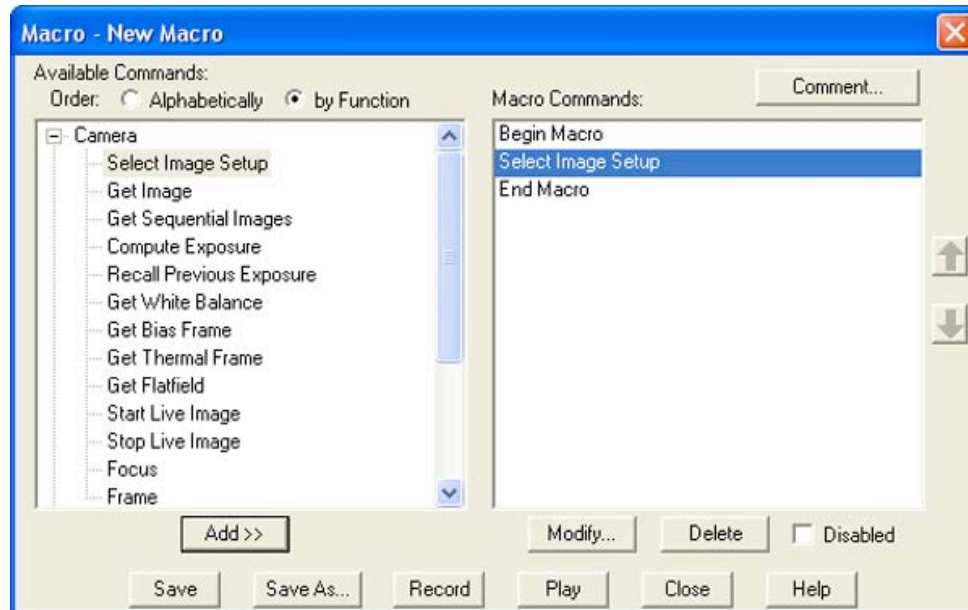 Macro - New Macro
Available Commands:
Order: Alphabetically by Function
Camera
Select Image Setup
Get Image
Get Sequential Images
Compute Exposure
Recall Previous Exposure
Get White Balance
Get Bias Frame
Get Thermal Frame
Get Flatfield
Start Live Image
Stop Live Image
Focus
Frame
Add >>
Macro Commands:
Comment...
Begin Macro
Select Image Setup
End Macro
Modify...
Delete
Disabled
Save
Save As...
Record
Play
Close
Help